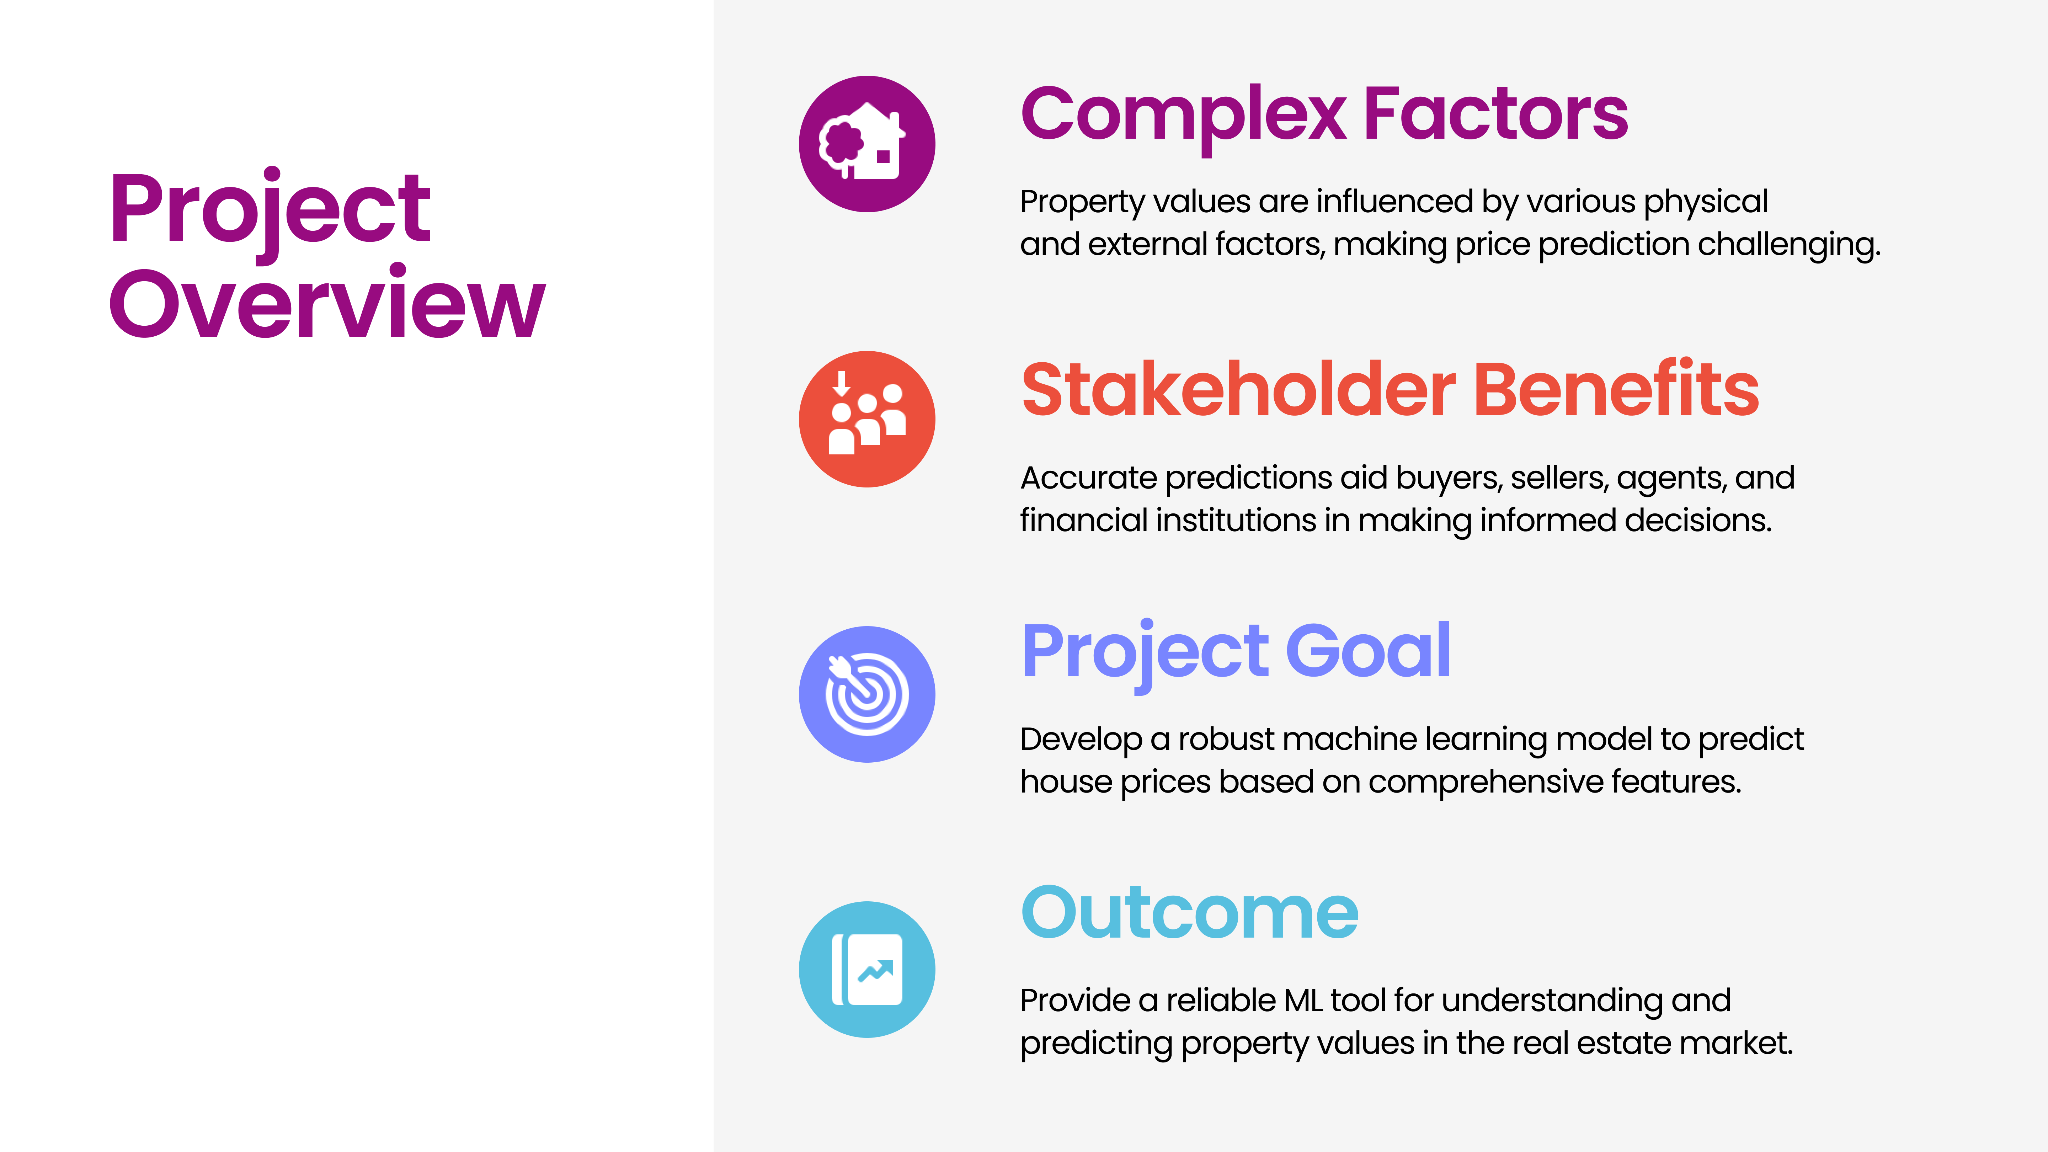 Project
Overview
Complex Factors
Property values are influenced by various physical
and external factors, making price prediction challenging.
Stakeholder Benefits
Accurate predictions aid buyers, sellers, agents, and
financial institutions in making informed decisions.
Project Goal
Develop a robust machine learning model to predict
house prices based on comprehensive features.
Outcome
Provide a reliable ML tool for understanding and
predicting property values in the real estate market.